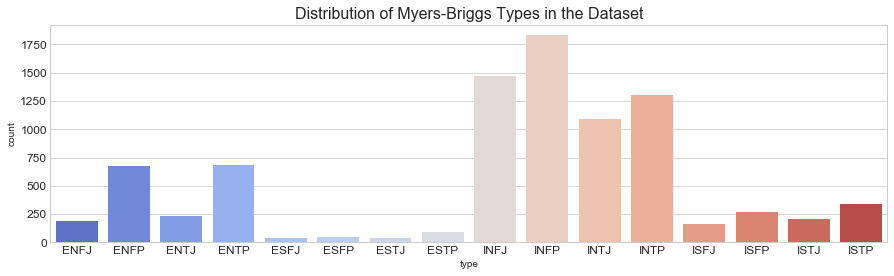 Distribution of Myers-Briggs Types in the Dataset
count
1750
1500
1250
1000
750
500
250
0
ENFJ ENFP ENTJ ENTP ESFJ ESFP ESTJ ESTP INFJ INFP INTJ INTP ISFJ ISFP ISTJ ISTP
type